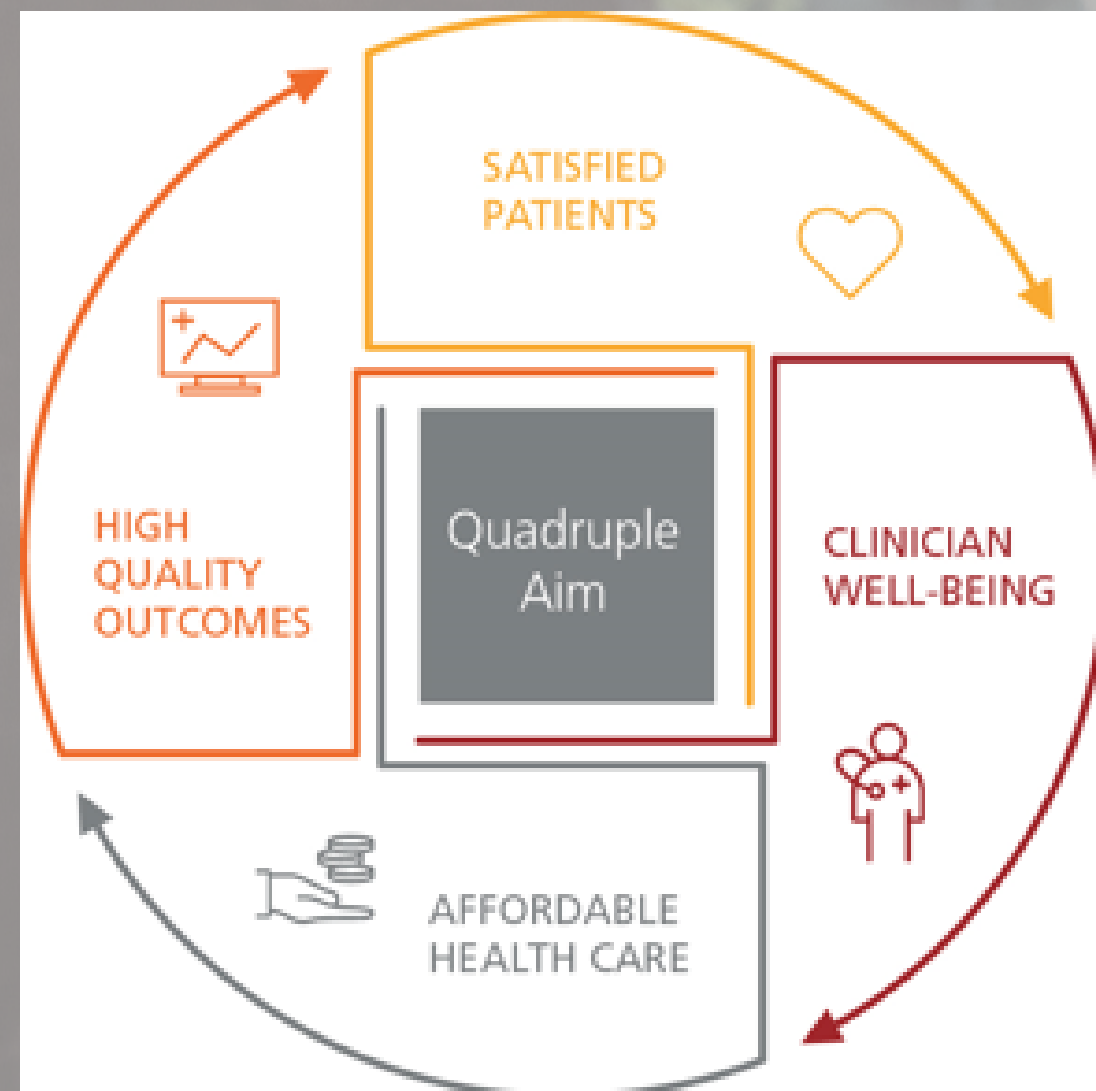 SATISFIED
PATIENTS
HIGH
QUALITY
OUTCOMES
Quadruple
Aim
CLINICIAN
WELL-BEING
AFFORDABLE
HEALTH CARE